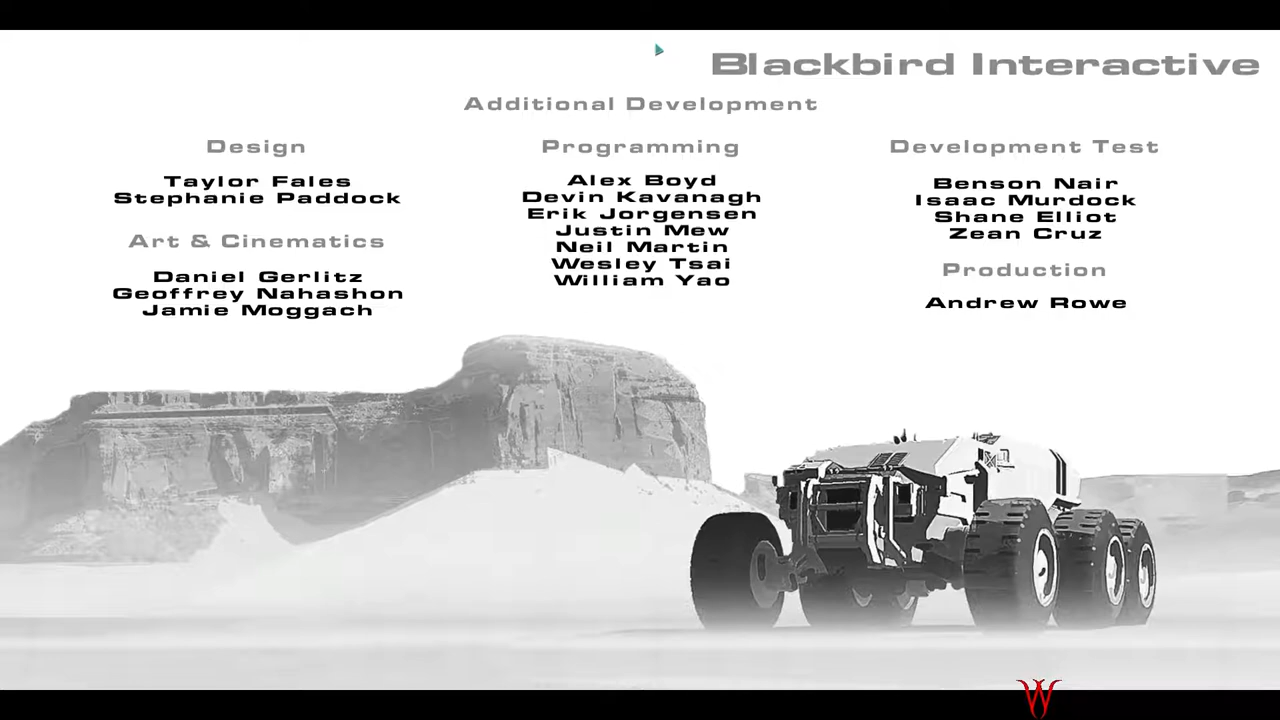 Blackbird Interactive
Additional Development
Design
Taylor Fales
Stephanie Paddock
Art & Cinematics
Daniel Gerlitz
Geoffrey Nahashon
Jamie Moggach
Programming
Alex Boyd
Devin Kavanagh
Erik Jorgensen
Justin Mew
Neil Martin
Wesley Tsai
William Yao
Development Test
Benson Nair
Isaac Murdock
Shane Elliot
Zean Cruz
Production
Andrew Rowe
W